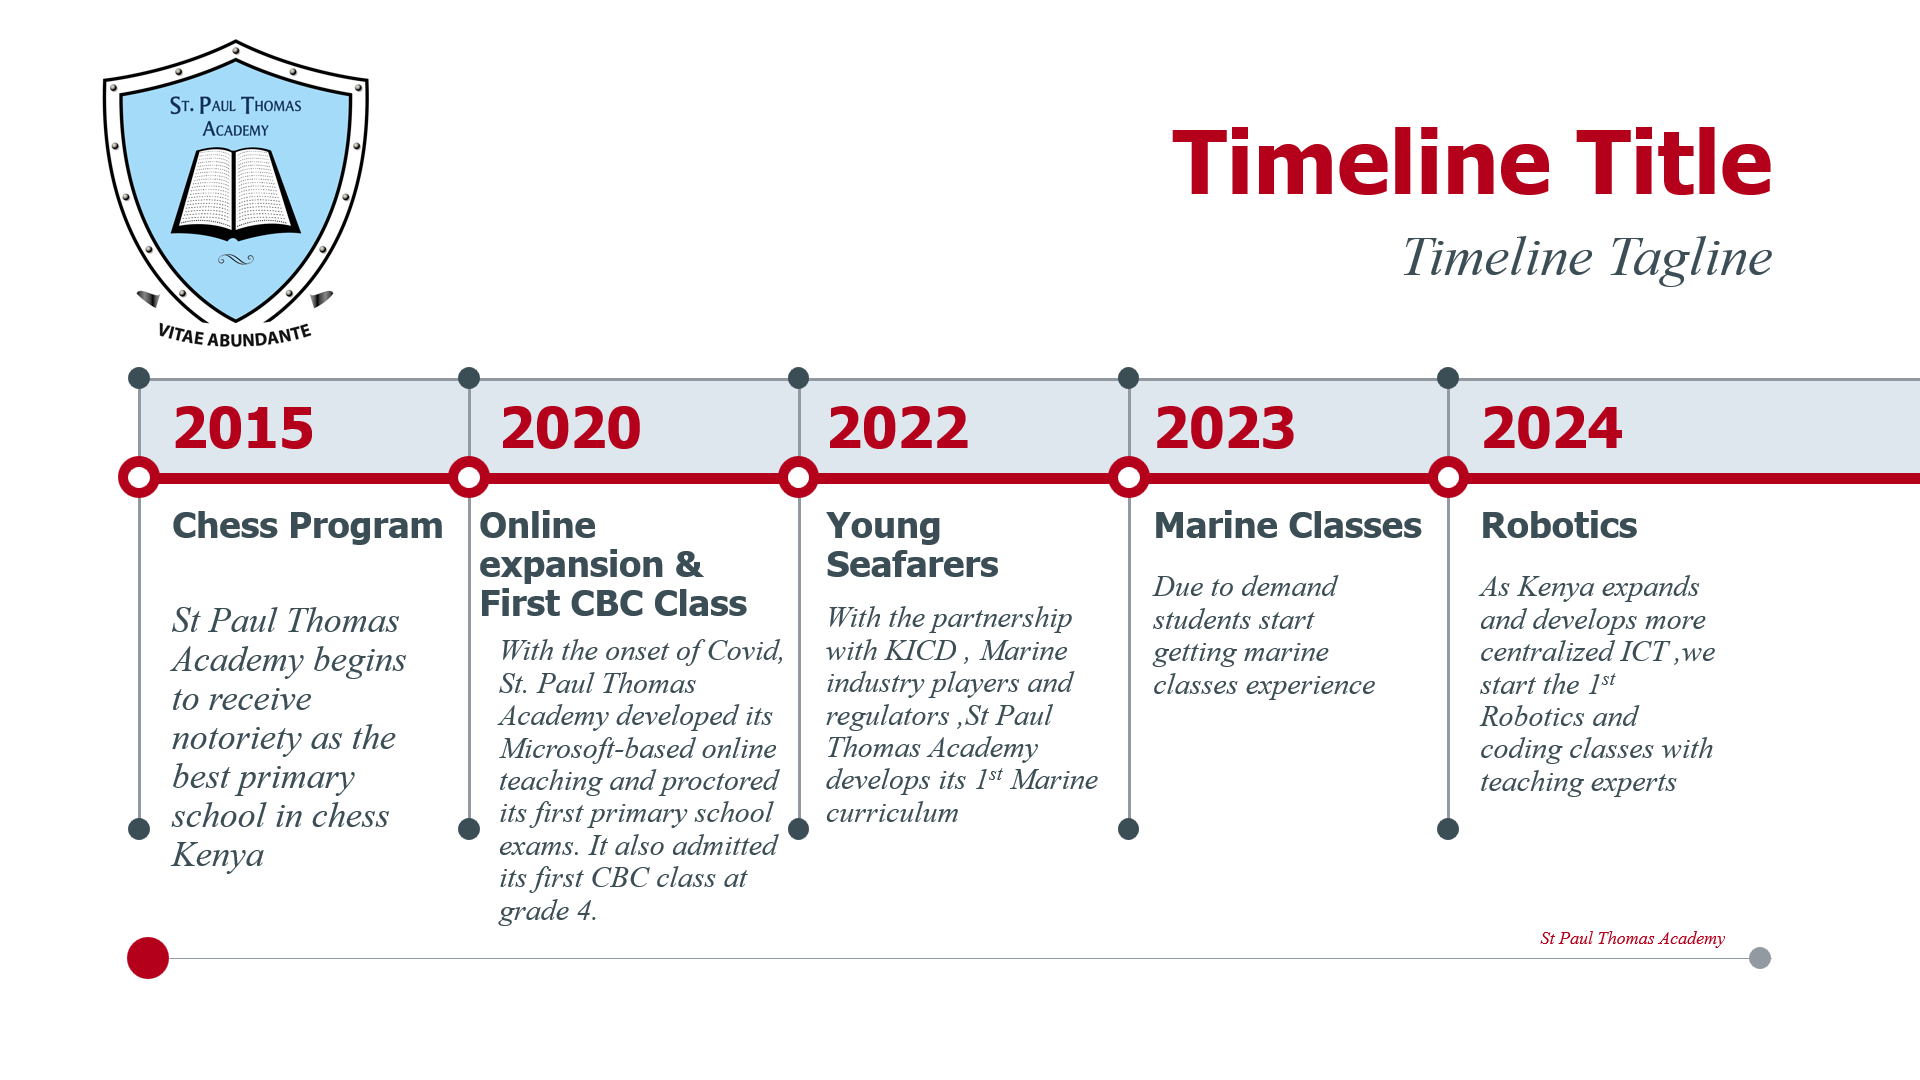 St. Paul Thomas
Academy
VITAE ABUNDANTE
Timeline Title
Timeline Tagline
2015
2020
2022
2023
2024
Chess Program
St Paul Thomas
Academy begins
to receive
notoriety as the
best primary
school in chess
Kenya
Online
expansion &
First CBC Class
With the onset of Covid,
St. Paul Thomas
Academy developed its
Microsoft-based online
teaching and proctored
its first primary school
exams. It also admitted
its first CBC class at
grade 4.
Young
Seafarers
With the partnership
with KICD , Marine
industry players and
regulators ,St Paul
Thomas Academy
develops its 1st Marine
curriculum
Marine Classes
Due to demand
students start
getting marine
classes experience
Robotics
As Kenya expands
and develops more
centralized ICT ,we
start the 1st
Robotics and
coding classes with
teaching experts
St Paul Thomas Academy